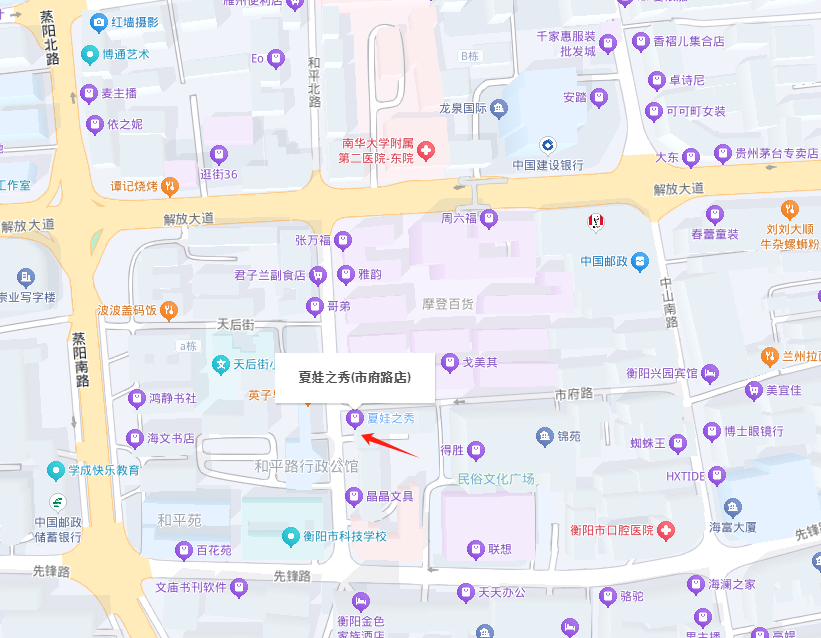 蒸阳北路
红墙摄影
雁州便利店
博通艺术
Eo
和平北路
B栋
千家惠服装
批发城
香褶儿集合店
卓诗尼
麦主播
安踏
可可町女装
依之妮
龙泉国际
南华大学附属
第二医院-东院
中国建设银行
大东
贵州茅台专卖店
逛街36
工作室
谭记烧烤
解放大道
解放大道
解放大道
周六福
春蕾童装
刘刘大顺
牛杂螺蛳粉
张万福
中国邮政
君子兰副食店
雅韵
崇业写字楼
中山南路
波波盖码饭
哥弟
摩登百货
天后街
蒸阳南路
a栋
天后街小
戈美其
兰州拉面
夏娃之秀(市府路店)
衡阳兴园宾馆
英子
市府路
美宜佳
鸿静书社
夏娃之秀
海文书店
得胜
锦苑
蜘蛛王
博士眼镜行
和平路行政公馆
学成快乐教育
民俗文化广场
HXTIDE
晶晶文具
中国邮政
储蓄银行
和平苑
衡阳市科技学校
衡阳市口腔医院
海富大厦
先锋路
百花苑
联想
先锋路
先锋路
文庙书刊软件
天天办公
骆驼
海澜之家
衡阳金色
家族酒店
男主播